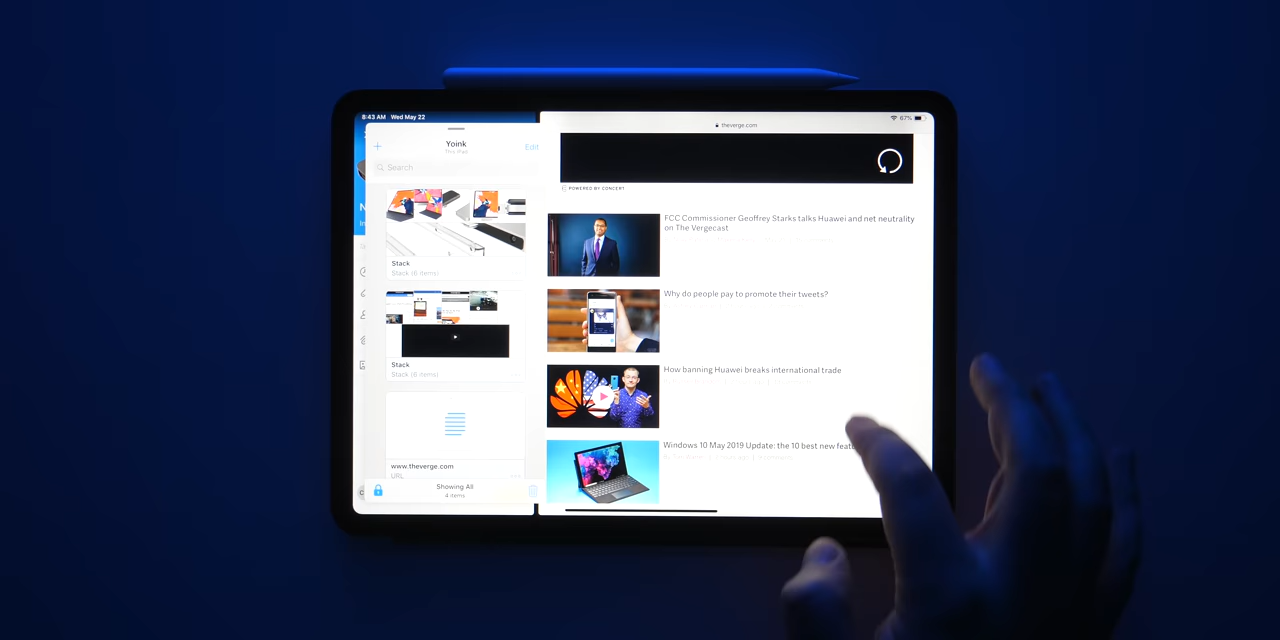 8:43 AM Wed May 22
67%
theverge.com
Yoink
This iPad
Edit
Search
POWERED BY CONCERT
FCC Commissioner Geoffrey Starks talks Huawei and net neutrality
on The Vergecast
Stack
Stack (6 items)
Why do people pay to promote their tweets?
Stack
Stack (6 items)
How banning Huawei breaks international trade
Windows 10 May 2019 Update: the 10 best new
www.theverge.com
URL
Showing All
4 items